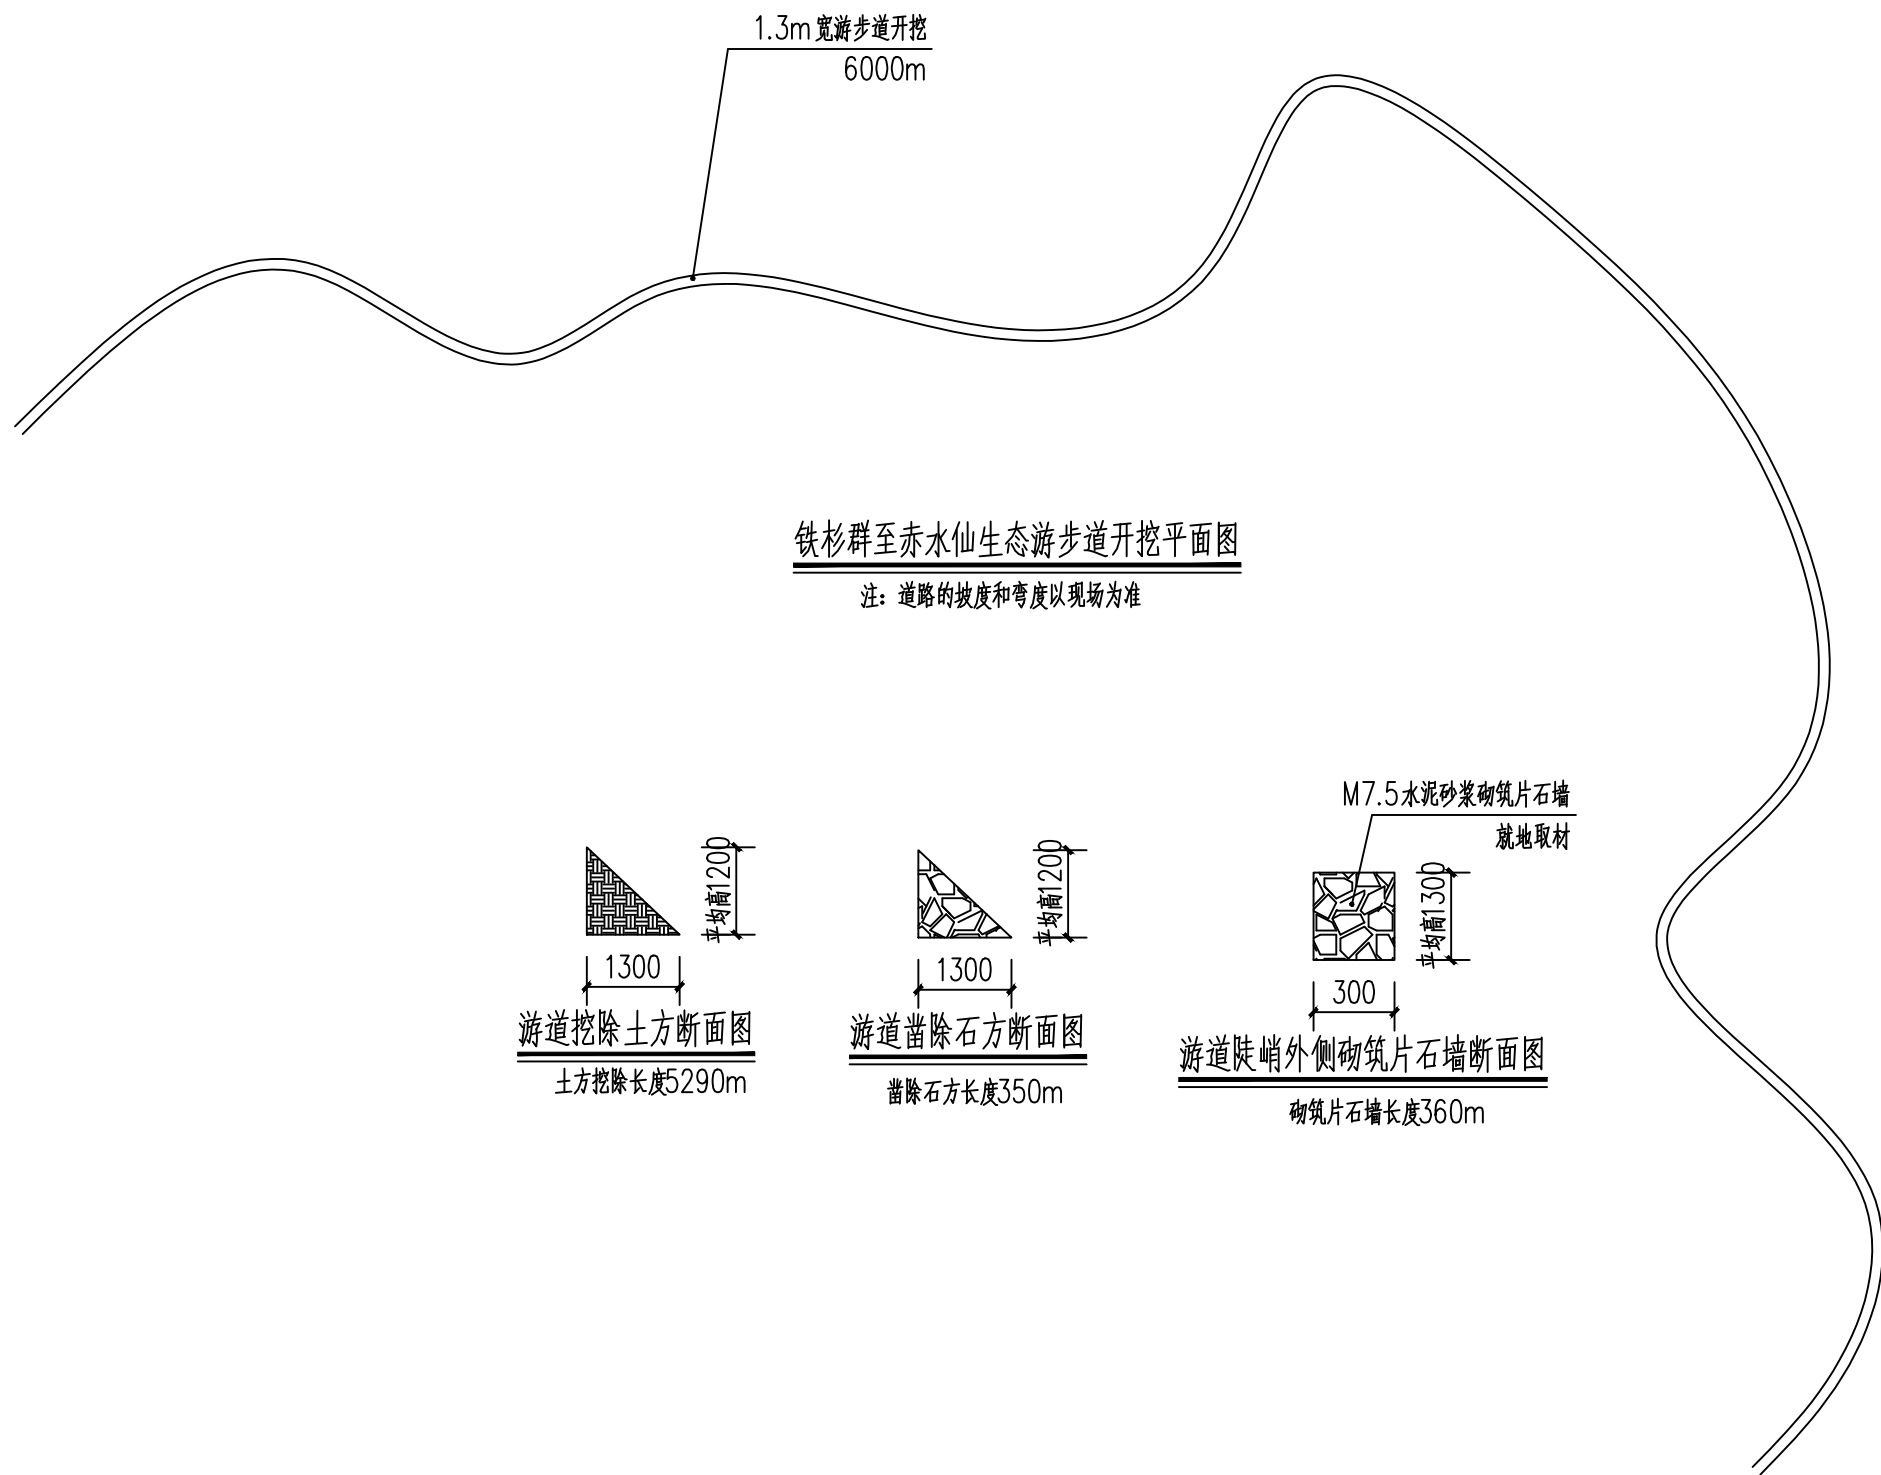 1.3m宽游步道开挖
6000m
铁杉群至赤水仙生态游步道开挖平面图
注：道路的坡度和弯度以现场为准
平均高1200
1300
游道挖除土方断面图
土方挖除长度5290m
平均高1200
1300
游道凿除石方断面图
凿除石方长度350m
M7.5水泥砂浆砌筑片石墙
就地取材
平均高1300
300
游道陡峭外侧砌筑片石墙断面图
砌筑片石墙长度360m